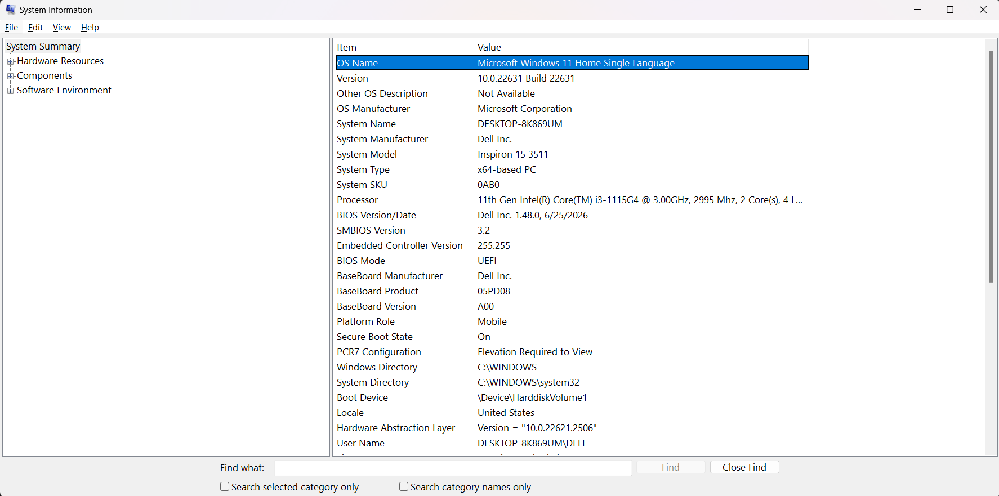 System Information
File Edit View Help
System Summary
Hardware Resources
Components
Software Environment
Item Value
OS Name Microsoft Windows 11 Home Single Language
Version 10.0.22631 Build 22631
Other OS Description Not Available
OS Manufacturer Microsoft Corporation
System Name DESKTOP-8K869UM
System Manufacturer Dell Inc.
System Model Inspiron 15 3511
System Type x64-based PC
System SKU 0AB0
Processor 11th Gen Intel(R) Core(TM) i3-1115G4 @ 3.00GHz, 2995 Mhz, 2 Core(s), 4 L...
BIOS Version/Date Dell Inc. 1.48.0, 6/25/2026
SMBIOS Version 3.2
Embedded Controller Version 255.255
BIOS Mode UEFI
BaseBoard Manufacturer Dell Inc.
BaseBoard Product 05PD08
BaseBoard Version A00
Platform Role Mobile
Secure Boot State On
PCR7 Configuration Elevation Required to View
Windows Directory C:\WINDOWS
System Directory C:\WINDOWS\system32
Boot Device \Device\HarddiskVolume1
Locale United States
Hardware Abstraction Layer Version = "10.0.22621.2506"
User Name DESKTOP-8K869UM\DELL
Find what: Find Close Find
Search selected category only Search category names only